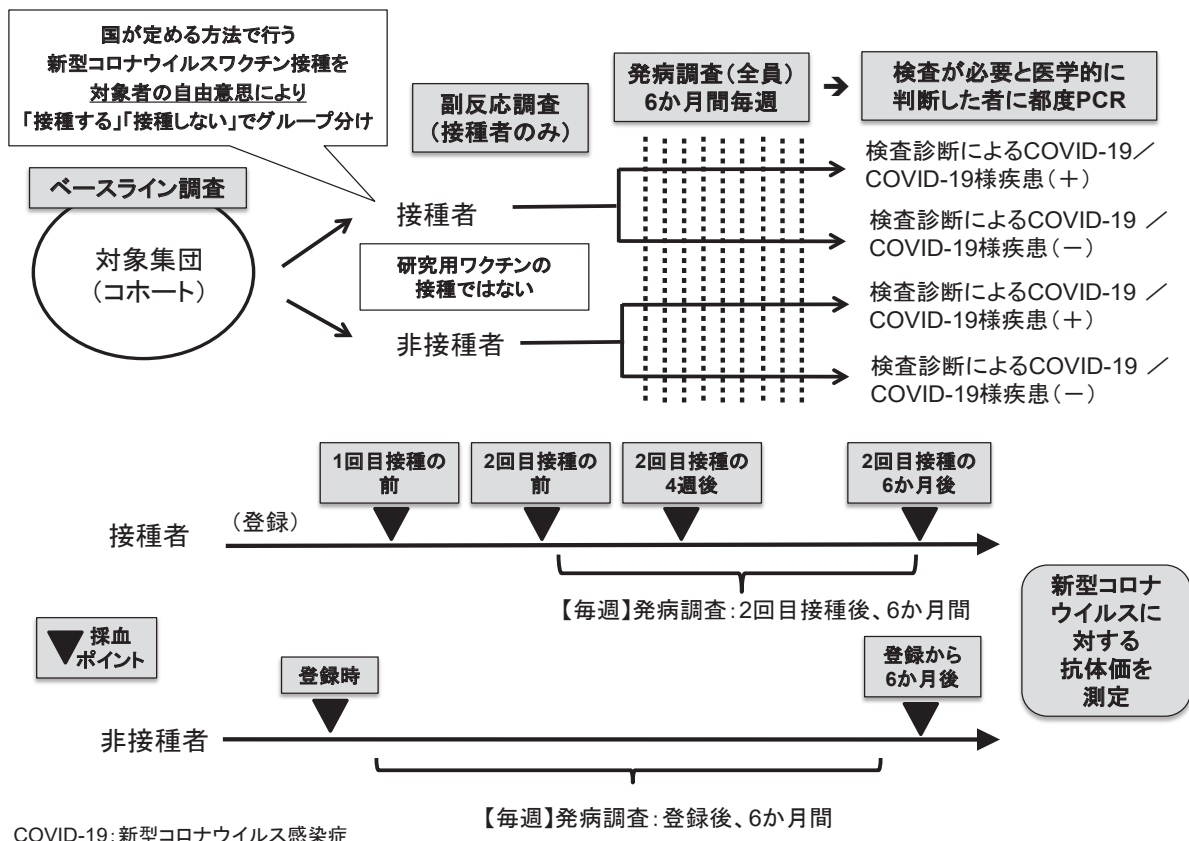 国が定める方法で行う
新型コロナウイルスワクチン接種を
対象者の自由意思により
「接種する」「接種しない」でグループ分け
副反応調査
(接種者のみ)
発病調査(全員)
6か月間毎週
➔
検査が必要と医学的に
判断した者に都度PCR
ベースライン調査
対象集団
(コホート)
接種者
研究用ワクチンの
接種ではない
非接種者
検査診断によるCOVID-19/
COVID-19様疾患(+)
検査診断によるCOVID-19 /
COVID-19様疾患(-)
検査診断によるCOVID-19 /
COVID-19様疾患(+)
検査診断によるCOVID-19 /
COVID-19様疾患(-)
1回目接種の
前
2回目接種の
前
2回目接種の
4週後
2回目接種の
6か月後
接種者
(登録)
【毎週】発病調査:2回目接種後、6か月間
新型コロナ
ウイルスに
対する
抗体価を
測定
採血
ポイント
登録時
登録から
6か月後
非接種者
【毎週】発病調査:登録後、6か月間
COVID-19:新型コロナウイルス感染症